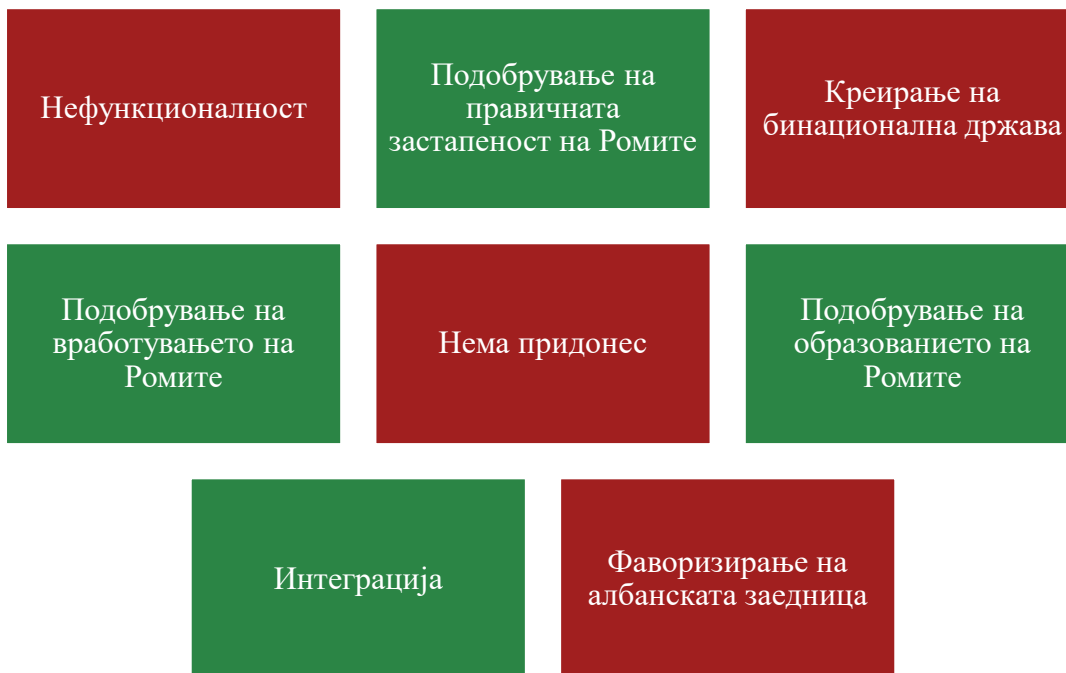 Нефункционалност
Подобрување на
правичната
застапеност на Ромите
Креирање на
бинационална држава
Подобрување на
вработувањето на
Ромите
Нема придонес
Подобрување на
образованието на
Ромите
Интеграција
Фаворизирање на
албанската заедница